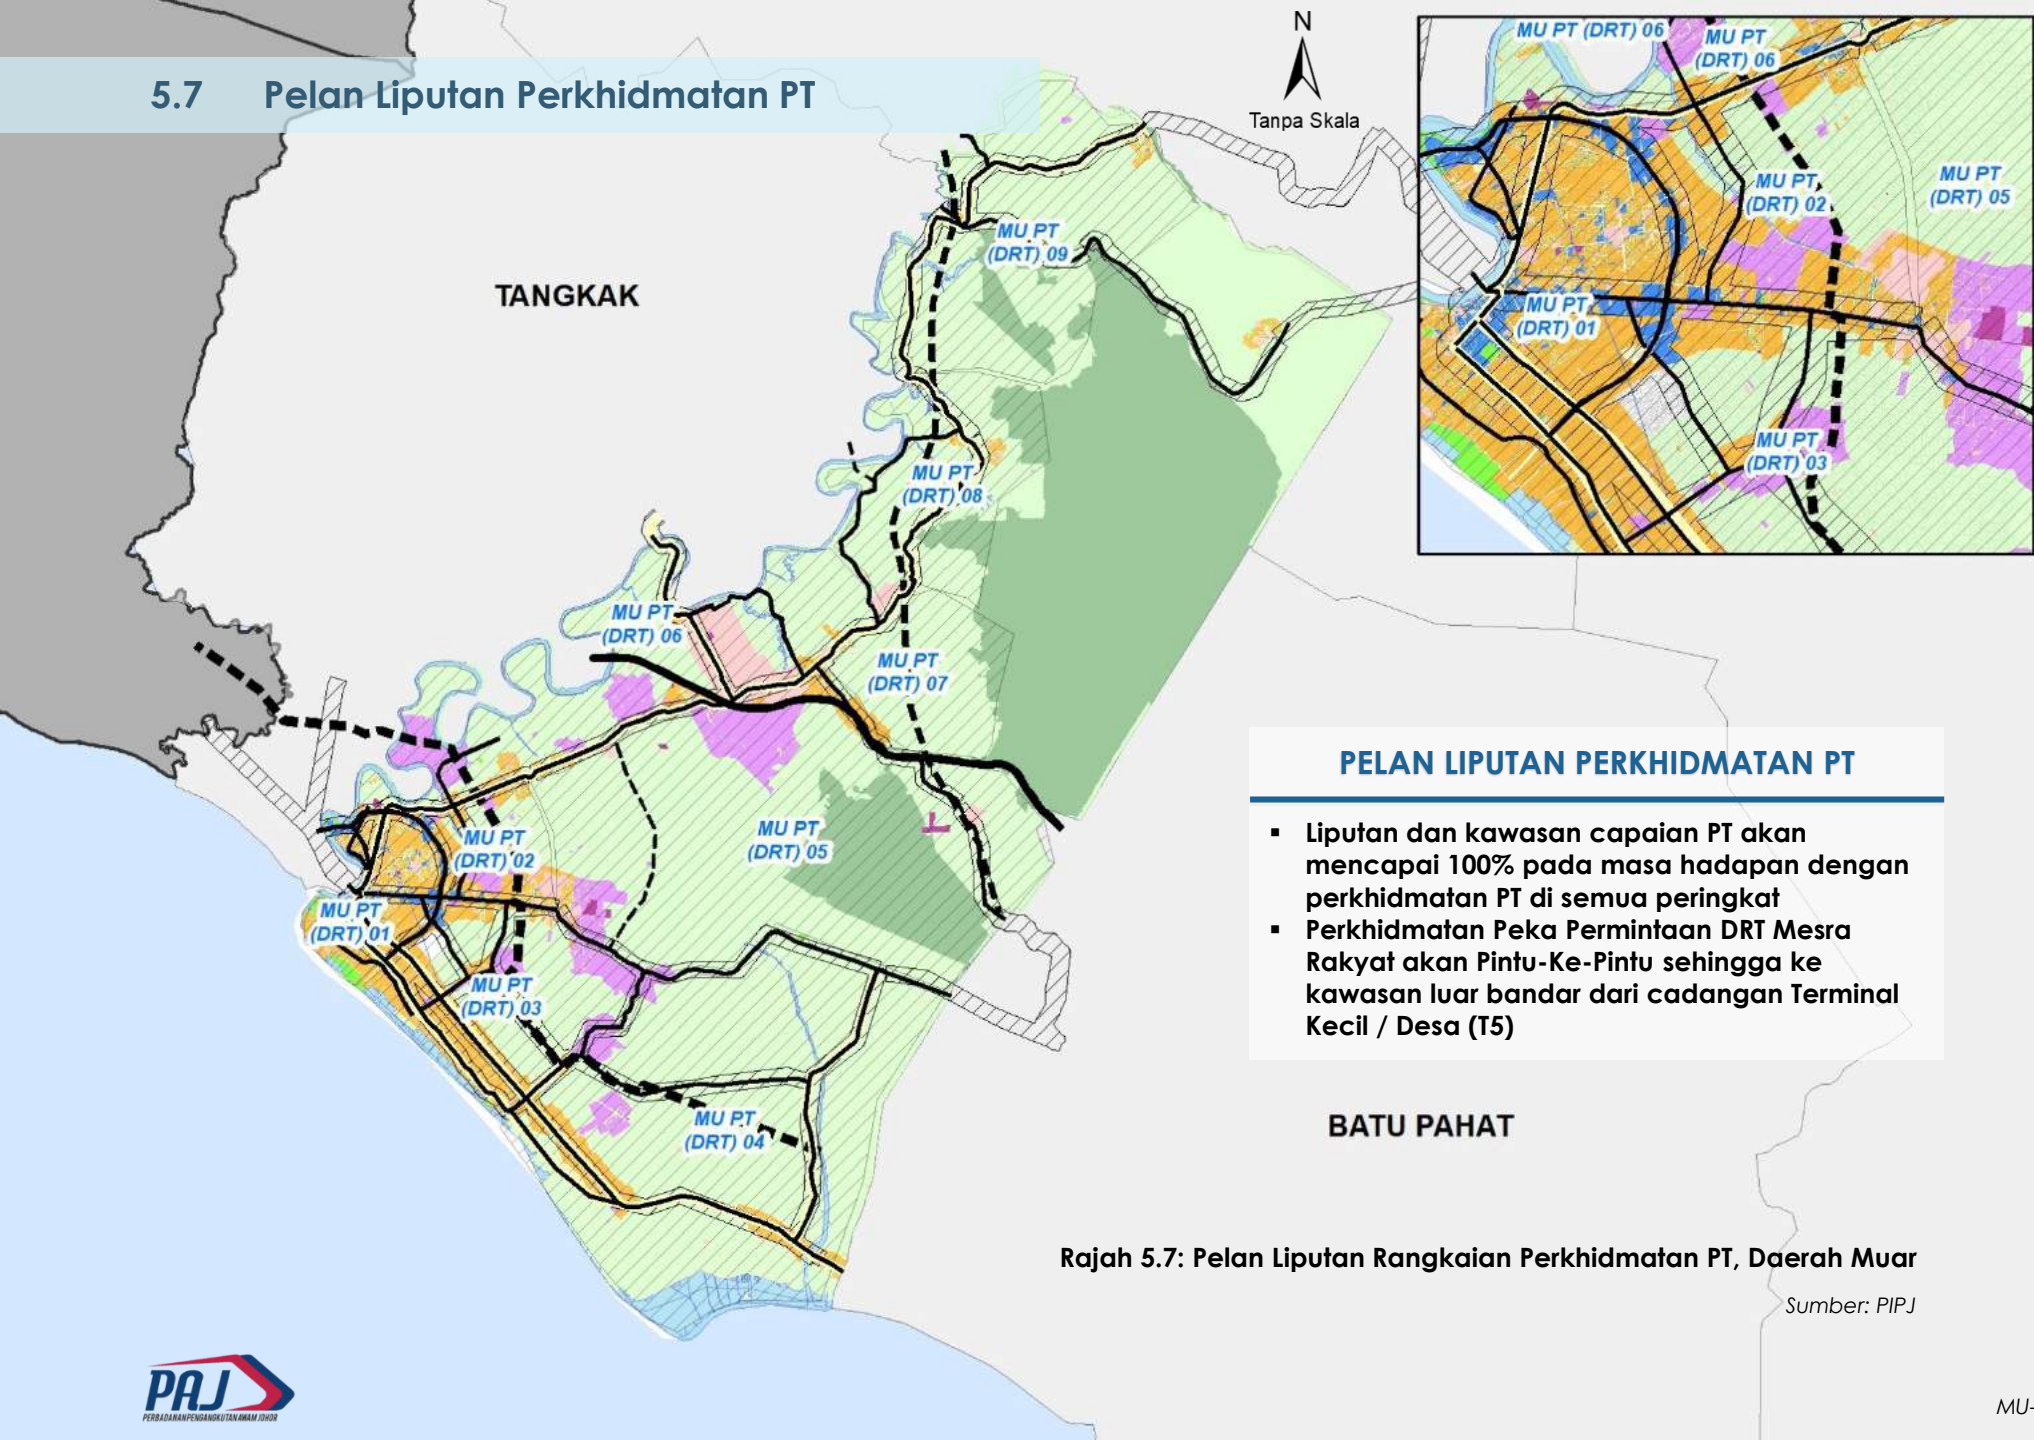 5.7 Pelan Liputan Perkhidmatan PT
N
Tanpa Skala
MU PT (DRT) 06
MU PT
(DRT) 06
MU PT
(DRT) 02
MU PT
(DRT) 05
MU PT
(DRT) 01
MU PT
(DRT) 03
TANGKAK
MU PT
(DRT) 09
MU PT
(DRT) 08
MU PT
(DRT) 06
MU PT
(DRT) 07
MU PT
(DRT) 02
MU PT
(DRT) 05
MU PT
(DRT) 01
MU PT
(DRT) 03
MU PT
(DRT) 04
PELAN LIPUTAN PERKHIDMATAN PT
▪ Liputan dan kawasan capaian PT akan
mencapai 100% pada masa hadapan dengan
perkhidmatan PT di semua peringkat
▪ Perkhidmatan Peka Permintaan DRT Mesra
Rakyat akan Pintu-Ke-Pintu sehingga ke
kawasan luar bandar dari cadangan Terminal
Kecil / Desa (T5)
BATU PAHAT
Rajah 5.7: Pelan Liputan Rangkaian Perkhidmatan PT, Daerah Muar
Sumber: PIPJ
PAJ
PERBADANAN PENGANGKUTAN AWAM JOHOR
MU-